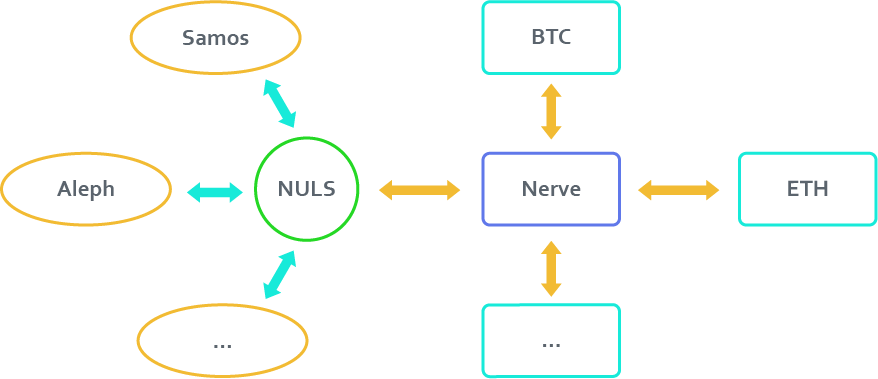 Samos
BTC
Aleph
NULS
Nerve
ETH
...
...